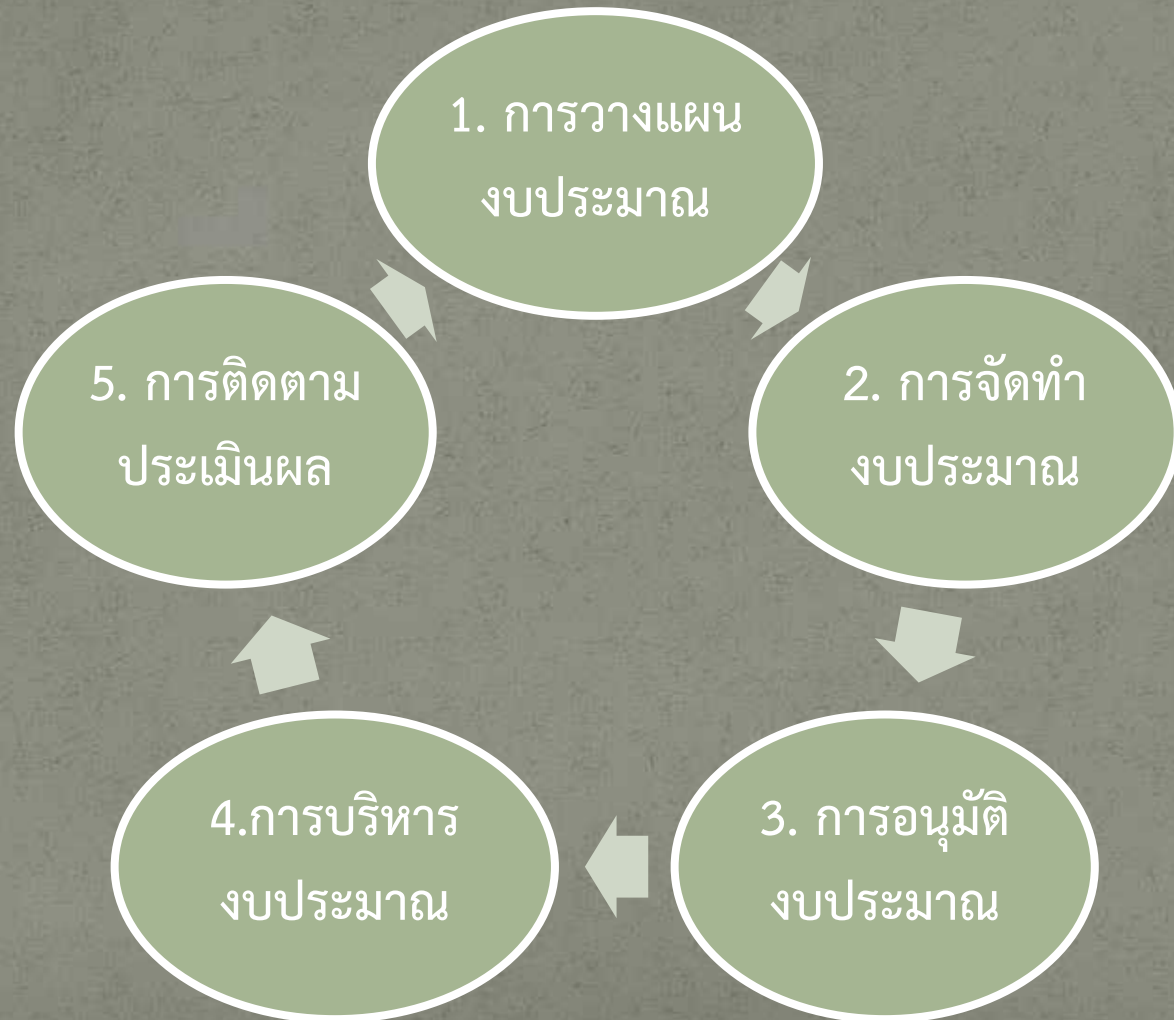 1. การวางแผน
งบประมาณ
2. การจัดทำ
งบประมาณ
3. การอนุมัติ
งบประมาณ
4.การบริหาร
งบประมาณ
5. การติดตาม
ประเมินผล